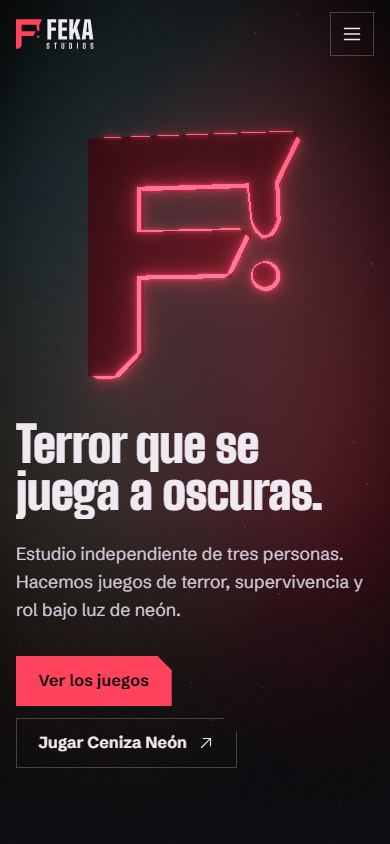 FEKA
STUDIOS
Terror que se
juega a oscuras.
Estudio independiente de tres personas.
Hacemos juegos de terror, supervivencia y
rol bajo luz de neón.
Ver los juegos
Jugar Ceniza Neón